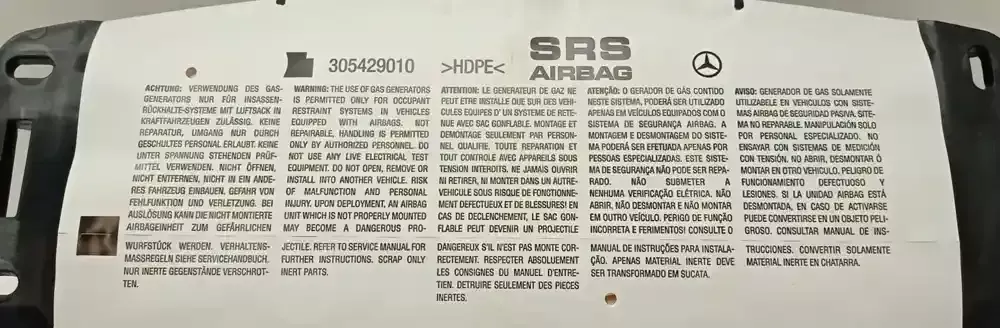 305429010
>HDPE<
SRS
AIRBAG
ACHTUNG: VERWENDUNG DES GAS-
GENERATORS NUR FÜR INSASSEN-
RÜCKHALTE-SYSTEME MIT LUFTSACK IN
KRAFTFAHRZEUGEN ZULÄSSIG. KEINE
REPARATUR, UMGANG NUR DURCH
GESCHULTES PERSONAL ERLAUBT. KEINE
UNTER SPANNUNG STEHENDEN PRÜF-
MITTEL VERWENDEN. NICHT ÖFFNEN,
NICHT ENTFERNEN, NICHT IN EIN ANDE-
RES FAHRZEUG EINBAUEN. GEFAHR VON
FEHLFUNKTION UND VERLETZUNG. BEI
AUSLÖSUNG KANN DIE NICHT MONTIERTE
AIRBAGEINHEIT ZUM GEFÄHRLICHEN
WURFSTÜCK WERDEN. VERHALTENS-
MASSREGELN SIEHE SERVICEHANDBUCH.
NUR INERTE GEGENSTÄNDE VERSCHROT-
TEN.
WARNING: THE USE OF GAS GENERATORS
IS PERMITTED ONLY FOR OCCUPANT
RESTRAINT SYSTEMS IN VEHICLES
EQUIPPED WITH AIRBAGS. NOT
REPAIRABLE, HANDLING IS PERMITTED
ONLY BY AUTHORIZED PERSONNEL. DO
NOT USE ANY LIVE ELECTRICAL TEST
EQUIPMENT. DO NOT OPEN, REMOVE OR
INSTALL INTO ANOTHER VEHICLE. RISK
OF MALFUNCTION AND PERSONAL
INJURY. UPON DEPLOYMENT, AN AIRBAG
UNIT WHICH IS NOT PROPERLY MOUNTED
MAY BECOME A DANGEROUS PRO-
JECTILE. REFER TO SERVICE MANUAL FOR
FURTHER INSTRUCTIONS. SCRAP ONLY
INERT PARTS.
ATTENTION: LE GENERATEUR DE GAZ NE
PEUT ETRE INSTALLE QUE SUR DES VEHI-
CULES EQUIPES D' UN SYSTEME DE RETE-
NUE AVEC SAC GONFLABLE. MONTAGE ET
DEMONTAGE SEULEMENT PAR PERSON-
NEL QUALIFIE. TOUTE REPARATION ET
TOUT CONTROLE AVEC APPAREILS SOUS
TENSION INTERDITS. NE JAMAIS OUVRIR
NI RETIRER, NI MONTER DANS UN AUTRE-
VEHICULE SOUS RISQUE DE FONCTIONNE-
MENT DEFECTUEUX ET DE BLESSURES! EN
CAS DE DECLENCHEMENT, LE SAC GON-
FLABLE PEUT DEVENIR UN PROJECTILE
DANGEREUX S'IL N'EST PAS MONTE COR-
RECTEMENT. RESPECTER ABSOLUEMENT
LES CONSIGNES DU MANUEL D'ENTRE-
TIEN. DETRUIRE SEULEMENT DES PIECES
INERTES.
ATENÇÃO: O GERADOR DE GÁS CONTIDO
NESTE SISTEMA, PODERÁ SER UTILIZADO
APENAS EM VEÍCULOS EQUIPADOS COM O
SISTEMA DE SEGURANÇA AIRBAG. A
MONTAGEM E DESMONTAGEM DO SISTE-
MA PODERÁ SER EFETUADA APENAS POR
PESSOAS ESPECIALIZADAS. ESTE SISTE-
MA DE SEGURANÇA NÃO PODE SER REPA-
RADO. NÃO SUBMETER A
NENHUMA VERIFICAÇÃO ELÉTRICA. NÃO
ABRIR, NÃO DESMONTAR E NÃO MONTAR
EM OUTRO VEÍCULO. PERIGO DE FUNÇÃO
INCORRETA E FERIMENTOS! CONSULTE O
MANUAL DE INSTRUÇÕES PARA INSTALA-
ÇÃO. APENAS MATERIAL INERTE DEVE
SER TRANSFORMADO EM SUCATA.
AVISO: GENERADOR DE GAS SOLAMENTE
UTILIZABLE EN VEHICULOS CON SISTE-
MAS AIRBAG DE SEGURIDAD PASIVA. SITE-
MA NO REPARABLE. MANIPULACIÓN SOLO
POR PERSONAL ESPECIALIZADO. NO
ENSAYAR CON SISTEMAS DE MEDICIÓN
CON TENSIÓN. NO ABRIR, DESMONTAR Ó
MONTAR EN OTRO VEHICULO. PELIGRO DE
FUNCIONAMIENTO DEFECTUOSO Y
LESIONES. SI LA UNIDAD AIRBAG ESTÁ
DESMONTADA, EN CASO DE ACTIVARSE
PUEDE CONVERTIRSE EN UN OBJETO PELI-
GROSO. CONSULTAR MANUAL DE INS-
TRUCCIONES. CONVERTIR SOLAMENTE
MATERIAL INERTE EN CHATARRA.